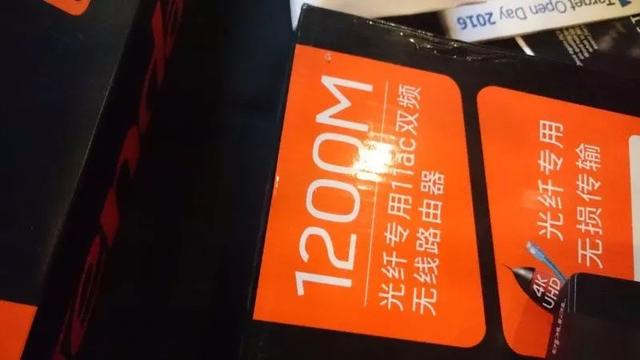 Target Open Day 2016
1200M
光纤专用11ac双频
无线路由器
光纤专用
无损传输
4K
UHD